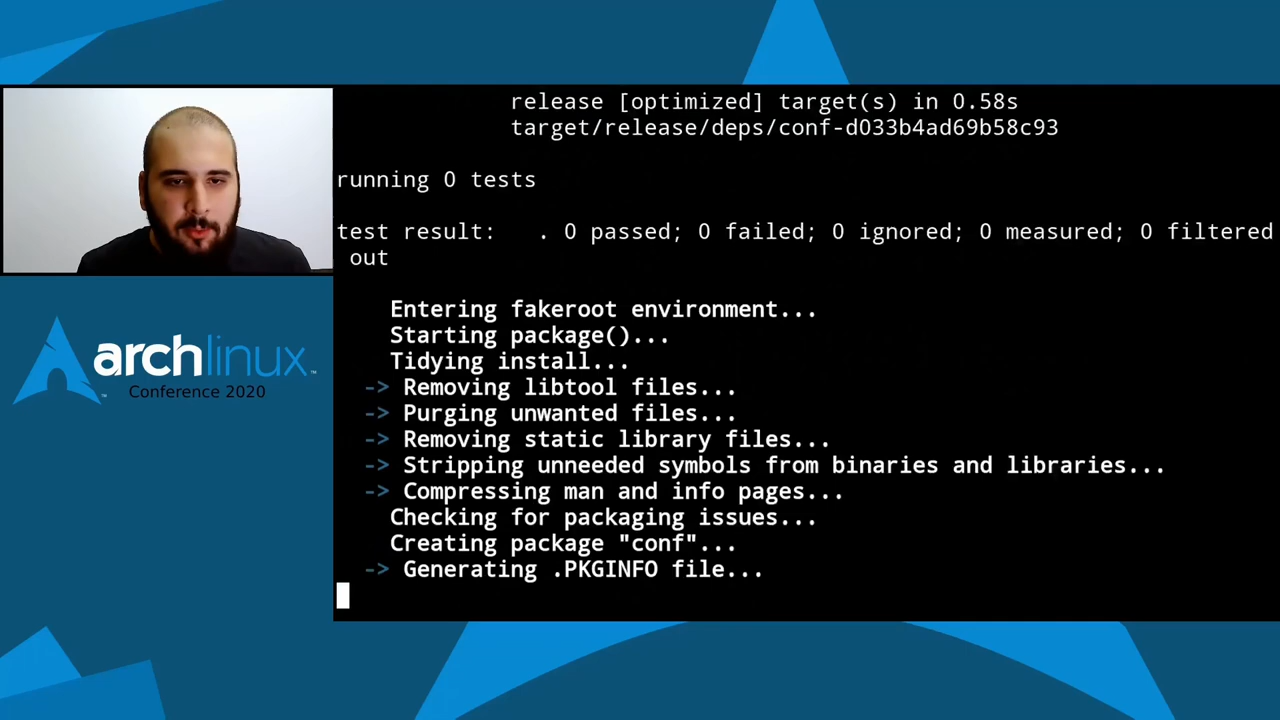 release [optimized] target(s) in 0.58s
target/release/deps/conf-d033b4ad69b58c93
running 0 tests
test result: . 0 passed; 0 failed; 0 ignored; 0 measured; 0 filtered
out
Entering fakeroot environment...
Starting package()...
Tidying install...
-> Removing libtool files...
-> Purging unwanted files...
-> Removing static library files...
-> Stripping unneeded symbols from binaries and libraries...
-> Compressing man and info pages...
Checking for packaging issues...
Creating package "conf"...
-> Generating .PKGINFO file...
archlinux™
Conference 2020